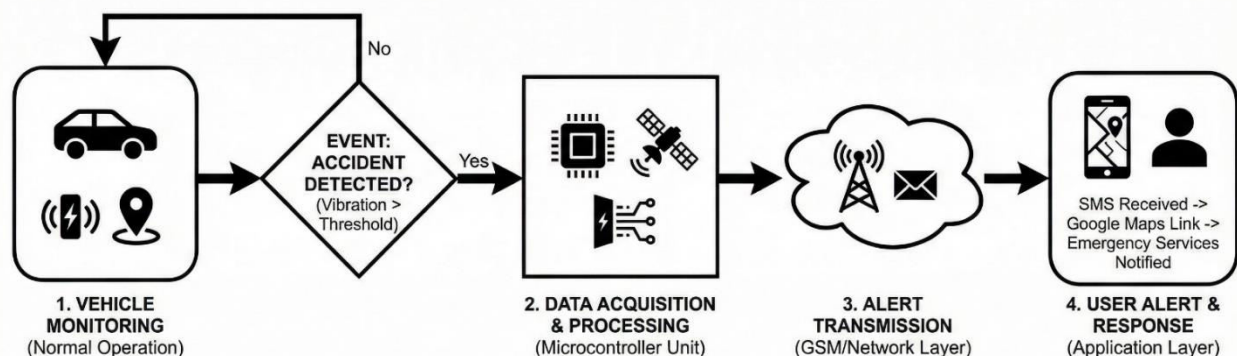 No
EVENT:
ACCIDENT
DETECTED?
(Vibration >
Threshold)
Yes
SMS Received ->
Google Maps Link ->
Emergency Services
Notified
1. VEHICLE
MONITORING
(Normal Operation)
2. DATA ACQUISITION
& PROCESSING
(Microcontroller Unit)
3. ALERT
TRANSMISSION
(GSM/Network Layer)
4. USER ALERT &
RESPONSE
(Application Layer)